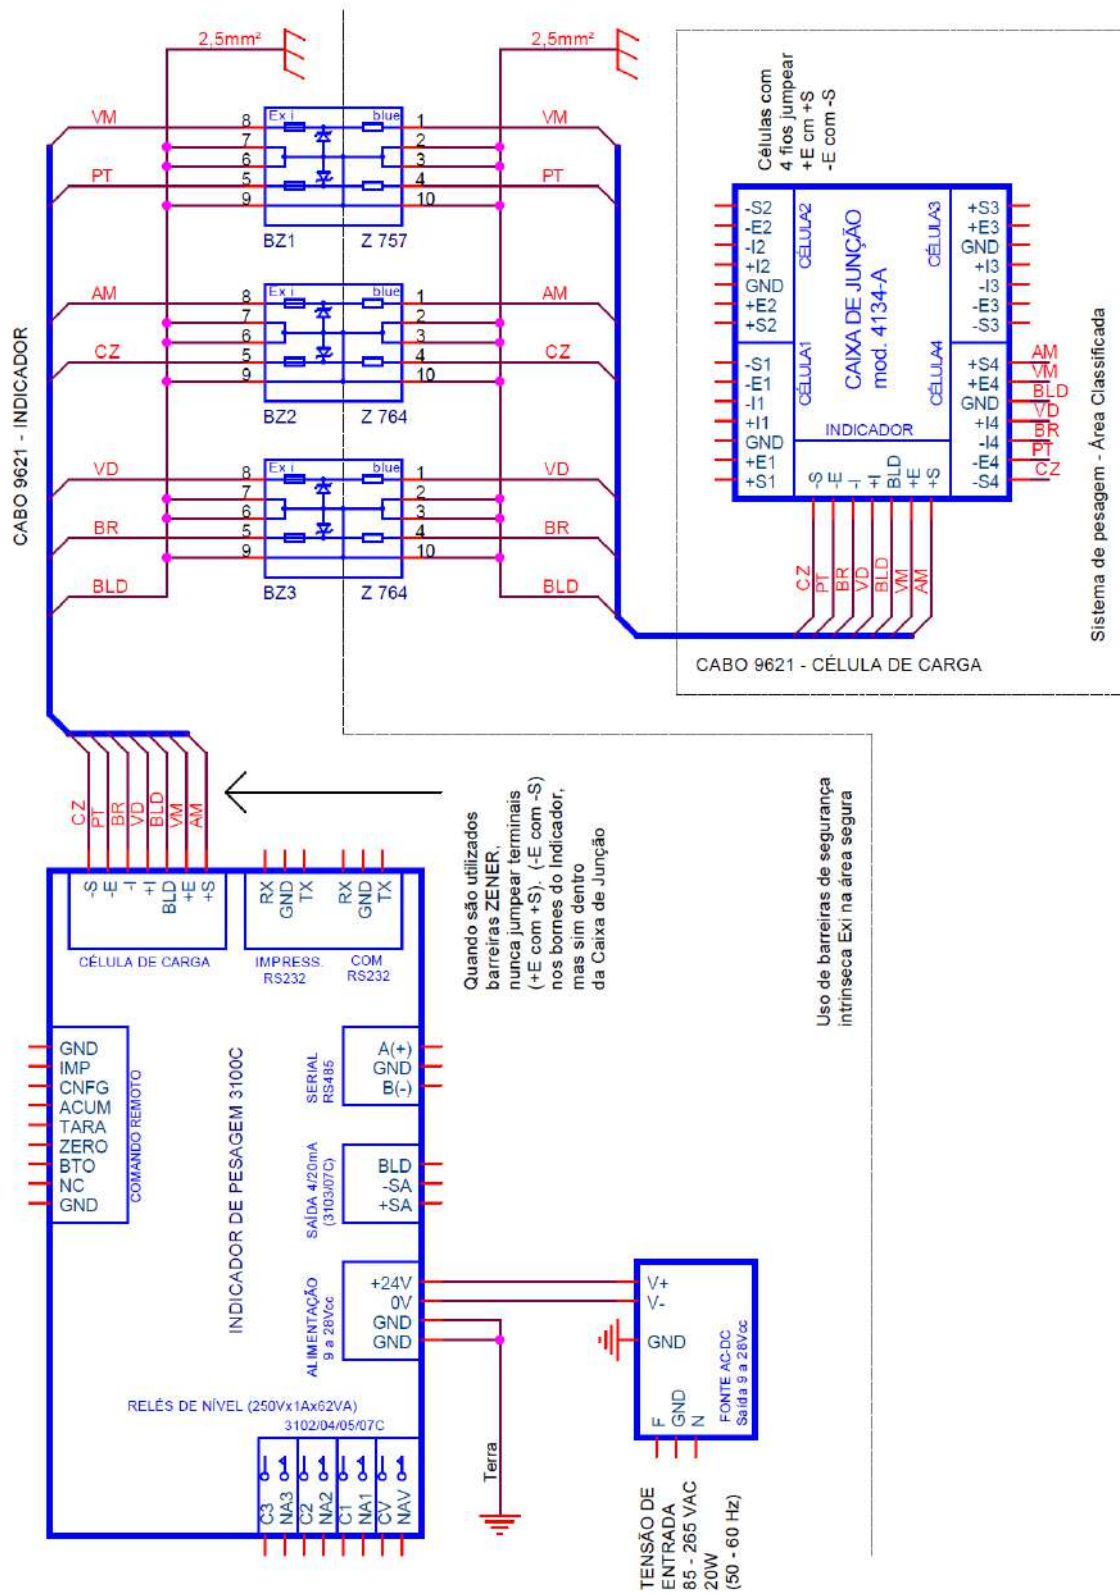 2,5mm²
2,5mm²
CABO 9621 - INDICADOR
VM
PT
AM
CZ
VD
BR
BLD
8
7
6
5
9
Ex i
blue
1
2
3
4
10
BZ1
Z 757
8
7
6
5
9
Ex i
blue
1
2
3
4
10
BZ2
Z 764
8
7
6
5
9
Ex i
blue
1
2
3
4
10
BZ3
Z 764
VM
PT
AM
CZ
VD
BR
BLD
Células com
4 fios jumpear
+E cm +S
-E com -S
-S2
-E2
-I2
+I2
GND
+E2
+S2
CÉLULA2
-S1
-E1
-I1
+I1
GND
+E1
+S1
CÉLULA1
CAIXA DE JUNÇÃO
mod. 4134-A
CÉLULA3
+S3
+E3
GND
+I3
-I3
-E3
-S3
CÉLULA4
+S4
+E4
GND
+I4
-I4
-E4
-S4
AM
VM
BLD
VD
BR
PT
CZ
INDICADOR
-S
-E
-I
+I
BLD
+E
+S
CZ
PT
BR
VD
BLD
VM
AM
CABO 9621 - CÉLULA DE CARGA
Sistema de pesagem - Área Classificada
CZ
PT
BR
VD
BLD
VM
AM
Quando são utilizados
barreiras ZENER,
nunca jumpear terminais
(+E com +S). (-E com -S)
nos bornes do Indicador,
mas sim dentro
da Caixa de Junção
Uso de barreiras de segurança
intrinseca Exi na área segura
-S
-E
-I
+I
BLD
+E
+S
CÉLULA DE CARGA
RX
GND
TX
IMPRESS.
RS232
RX
GND
TX
COM
RS232
GND
IMP
CNFG
ACUM
TARA
ZERO
BTO
NC
GND
COMANDO REMOTO
INDICADOR DE PESAGEM 3100C
SERIAL
RS485
A(+)
GND
B(-)
SAÍDA 4/20mA
(3103/07C)
BLD
-SA
+SA
ALIMENTAÇÃO
9 a 28Vcc
+24V
0V
GND
GND
RELÉS DE NÍVEL (250Vx1Ax62VA)
3102/04/05/07C
C3
NA3
C2
NA2
C1
NA1
CV
NAV
Terra
V+
V-
GND
F
GND
N
FONTE AC-DC
Saída 9 a 28Vcc
TENSÃO DE
ENTRADA
85 - 265 VAC
20W
(50 - 60 Hz)